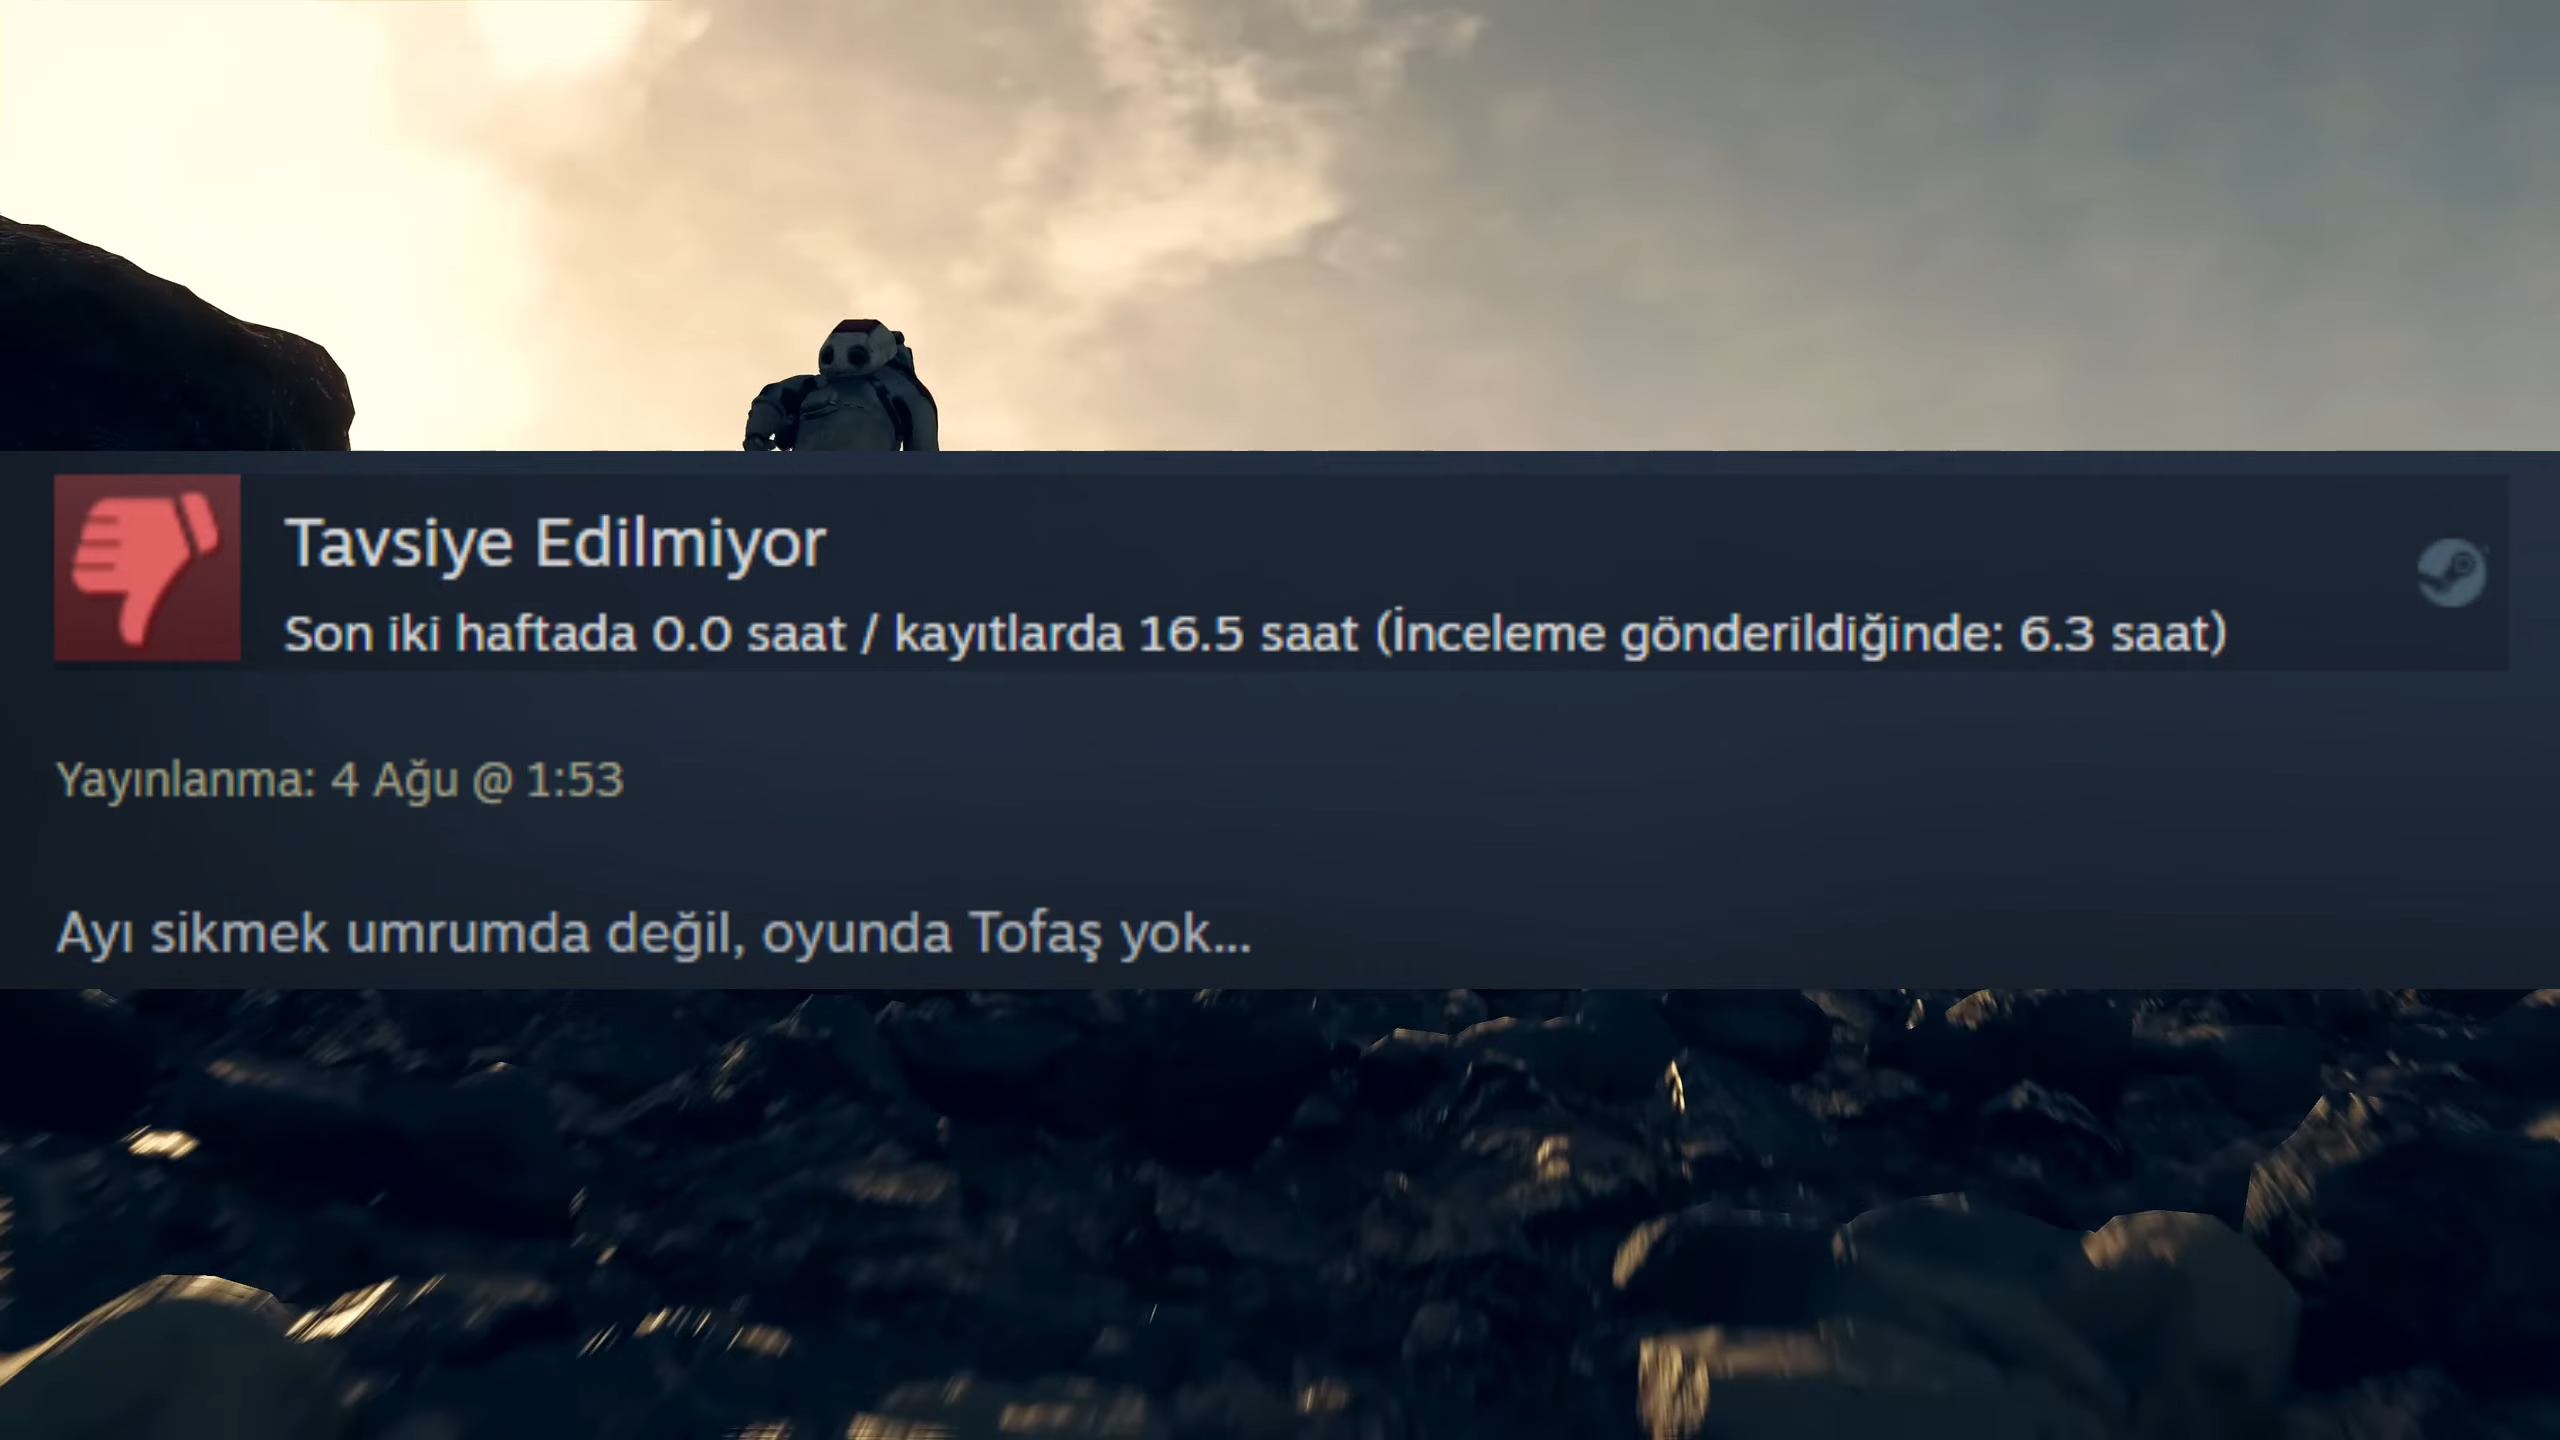 Tavsiye Edilmiyor
Son iki haftada 0.0 saat / kayıtlarda 16.5 saat (İnceleme gönderildiğinde: 6.3 saat)
Yayınlanma: 4 Ağu @ 1:53
Ayı sikmek umrumda değil, oyunda Tofaş yok...